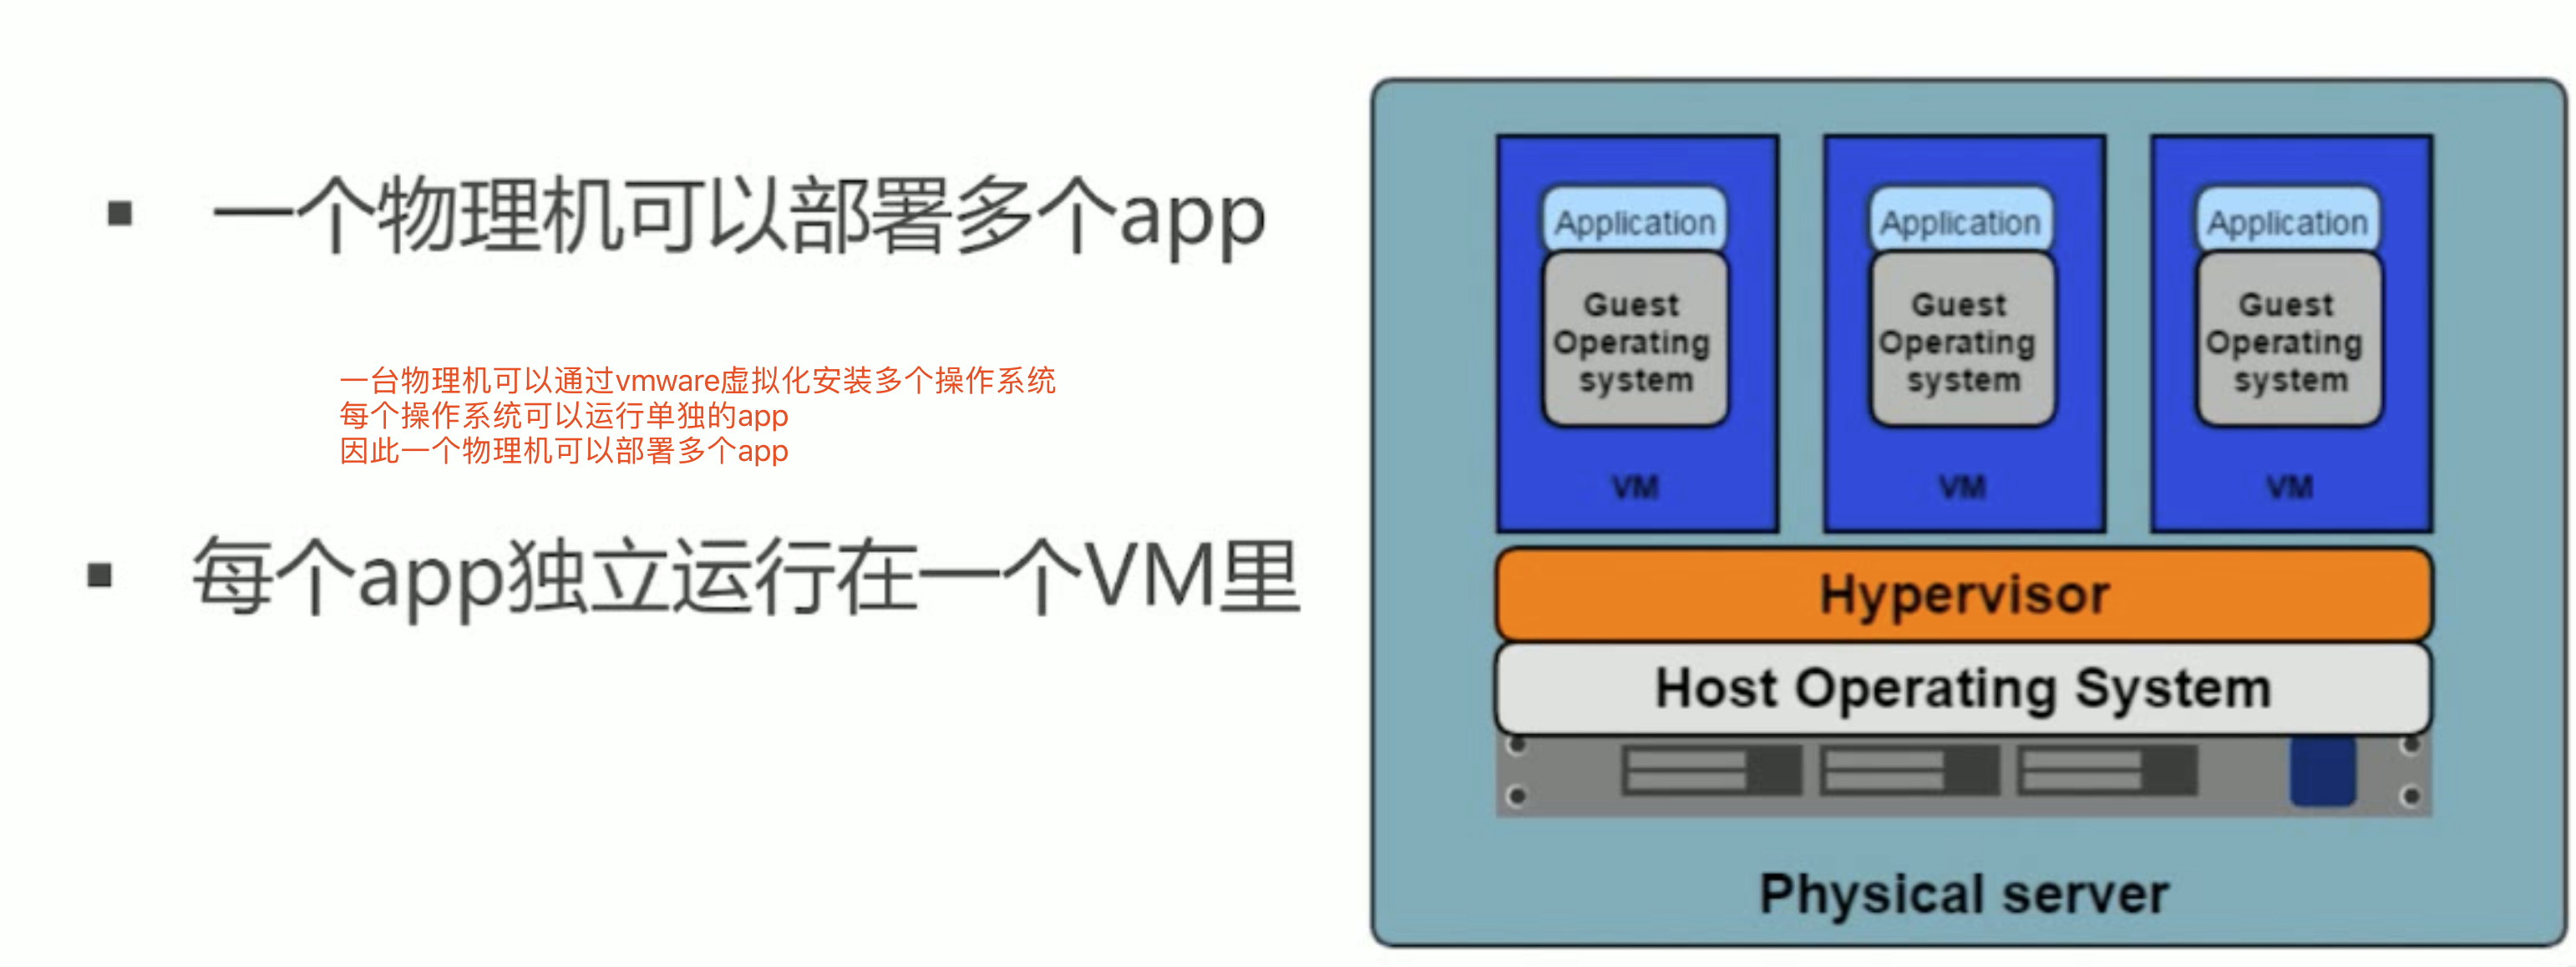 一个物理机可以部署多个app
一台物理机可以通过vmware虚拟化安装多个操作系统
每个操作系统可以运行单独的app
因此一个物理机可以部署多个app
每个app独立运行在一个VM里
Application
Guest
Operating
system
VM
Application
Guest
Operating
system
VM
Application
Guest
Operating
system
VM
Hypervisor
Host Operating System
Physical server